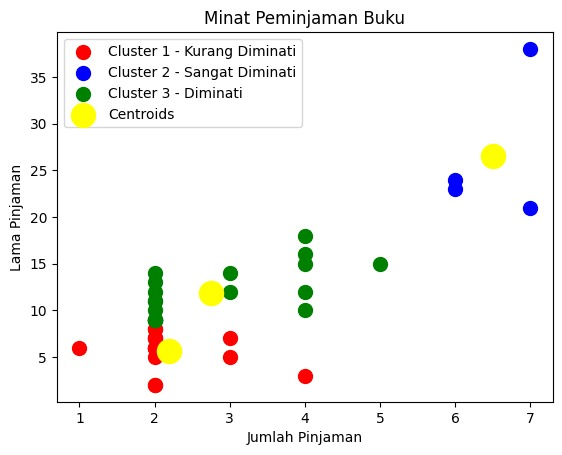 Minat Peminjaman Buku
Cluster 1 - Kurang Diminati
Cluster 2 - Sangat Diminati
Cluster 3 - Diminati
Centroids
Lama Pinjaman
35
30
25
20
15
10
5
1 2 3 4 5 6 7
Jumlah Pinjaman